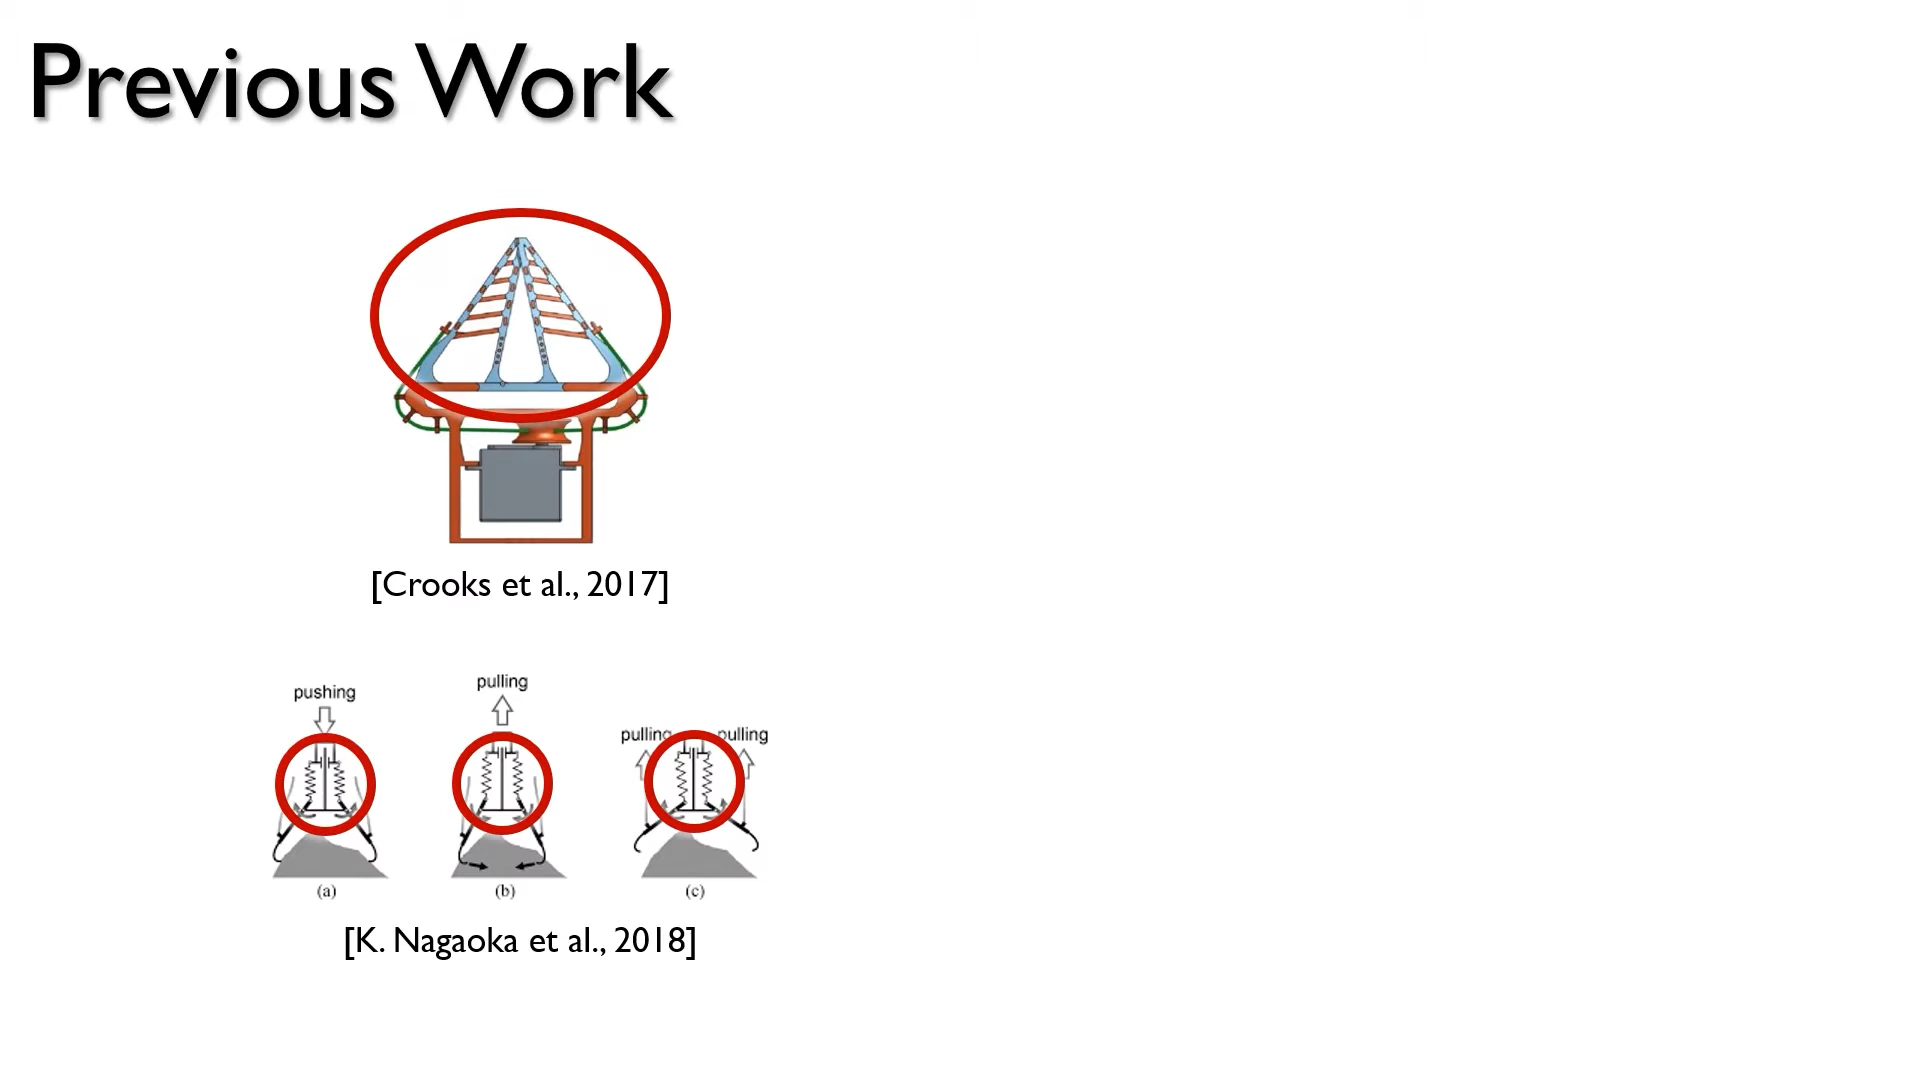 Previous Work
[Crooks et al., 2017]
pushing
pulling
pulling pulling
(a) (b) (c)
[K. Nagaoka et al., 2018]